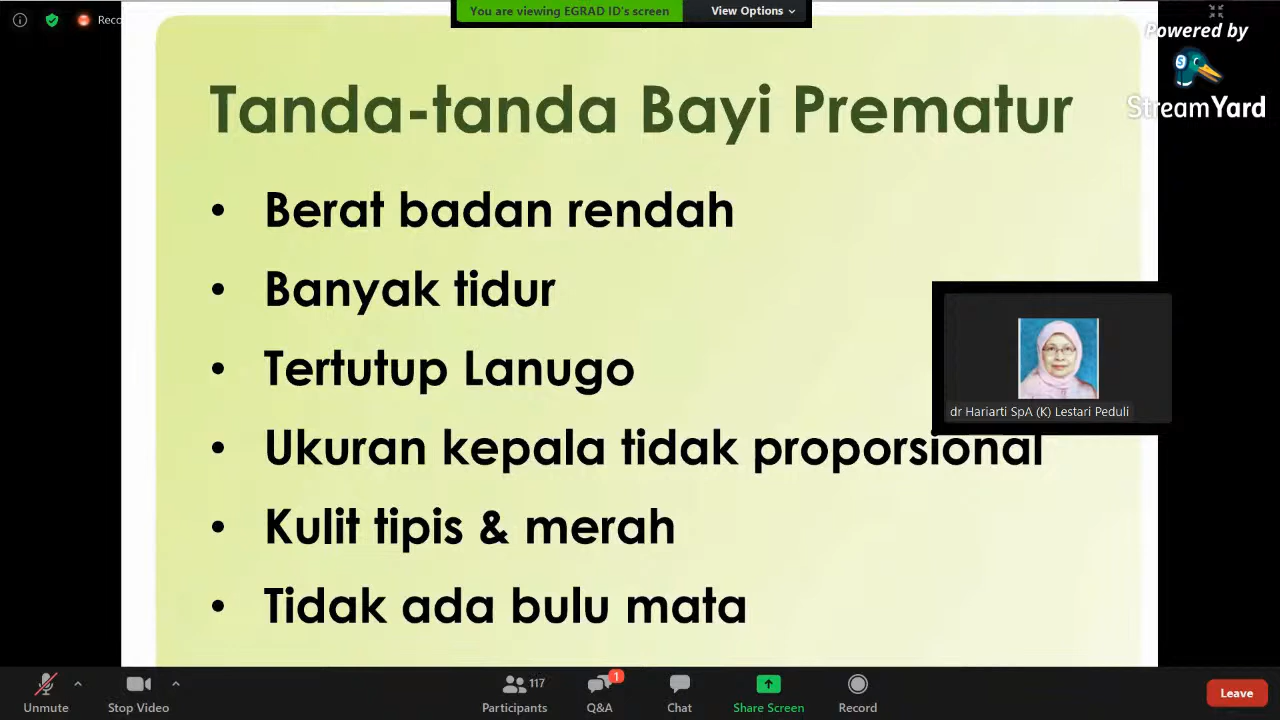 Reco
You are viewing EGRAD ID's screen
View Options
Powered by
StreamYard
Tanda-tanda Bayi Prematur
• Berat badan rendah
• Banyak tidur
• Tertutup Lanugo
• Ukuran kepala tidak proporsional
• Kulit tipis & merah
• Tidak ada bulu mata
dr Hariarti SpA (K) Lestari Peduli
Unmute
Stop Video
117
Participants
1
Q&A
Chat
Share Screen
Record
Leave